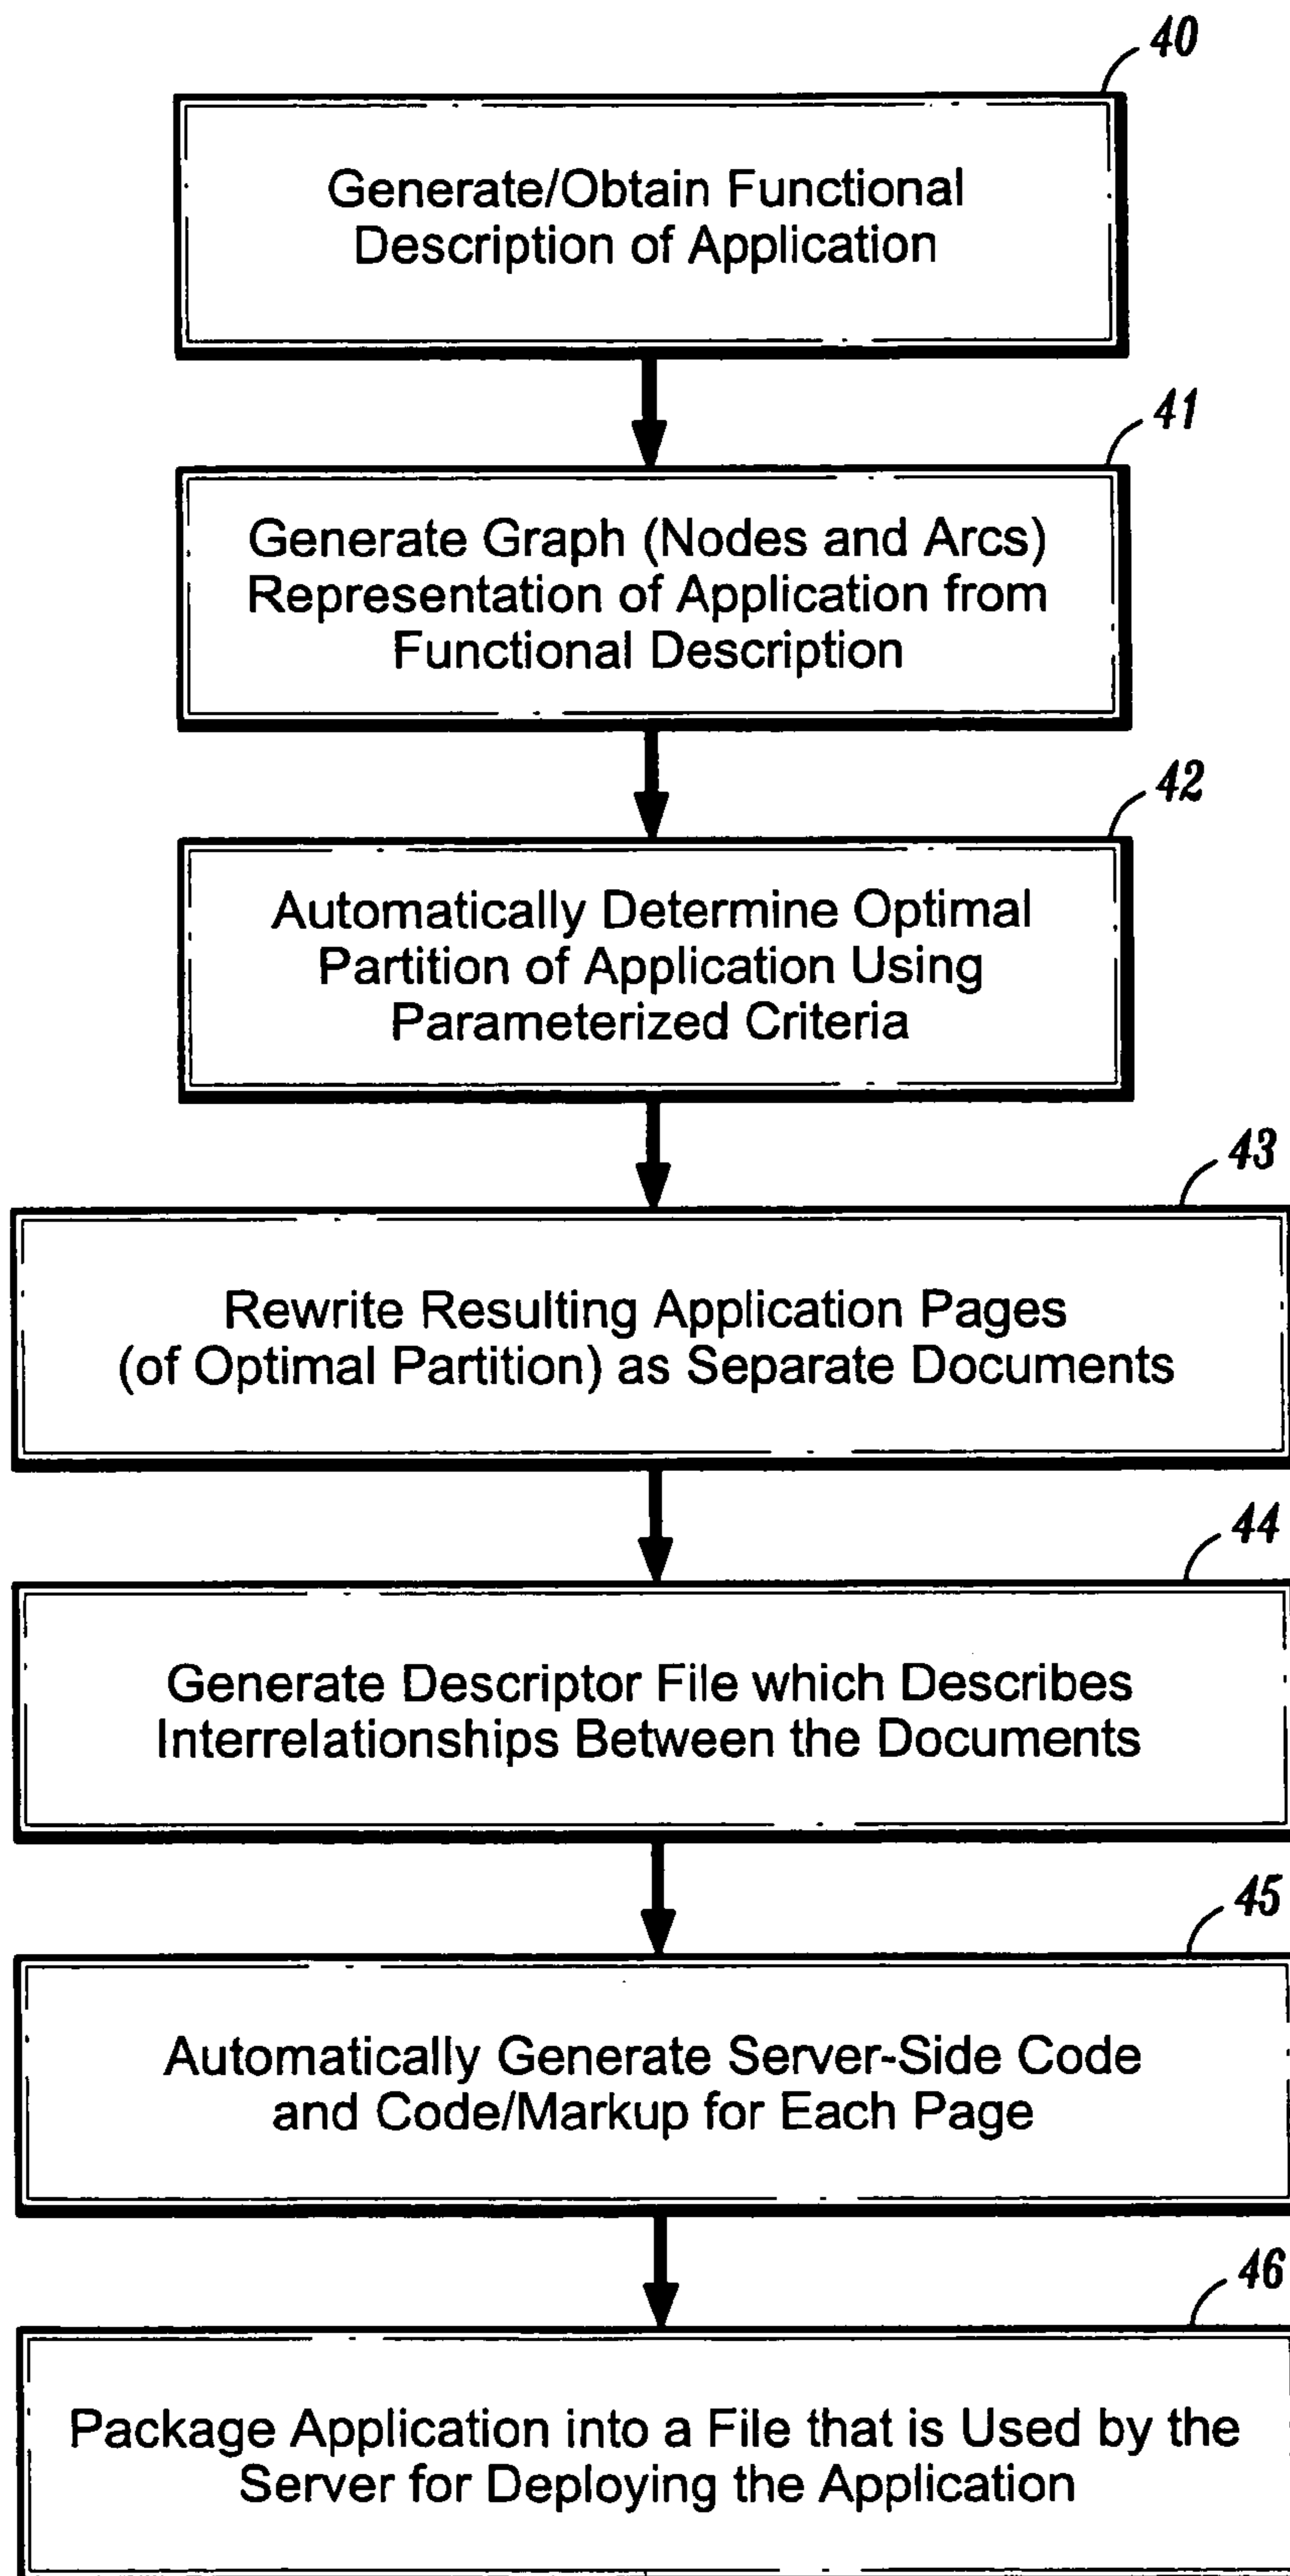 40
Generate/Obtain Functional
Description of Application
41
Generate Graph (Nodes and Arcs)
Representation of Application from
Functional Description
42
Automatically Determine Optimal
Partition of Application Using
Parameterized Criteria
43
Rewrite Resulting Application Pages
(of Optimal Partition) as Separate Documents
44
Generate Descriptor File which Describes
Interrelationships Between the Documents
45
Automatically Generate Server-Side Code
and Code/Markup for Each Page
46
Package Application into a File that is Used by the
Server for Deploying the Application